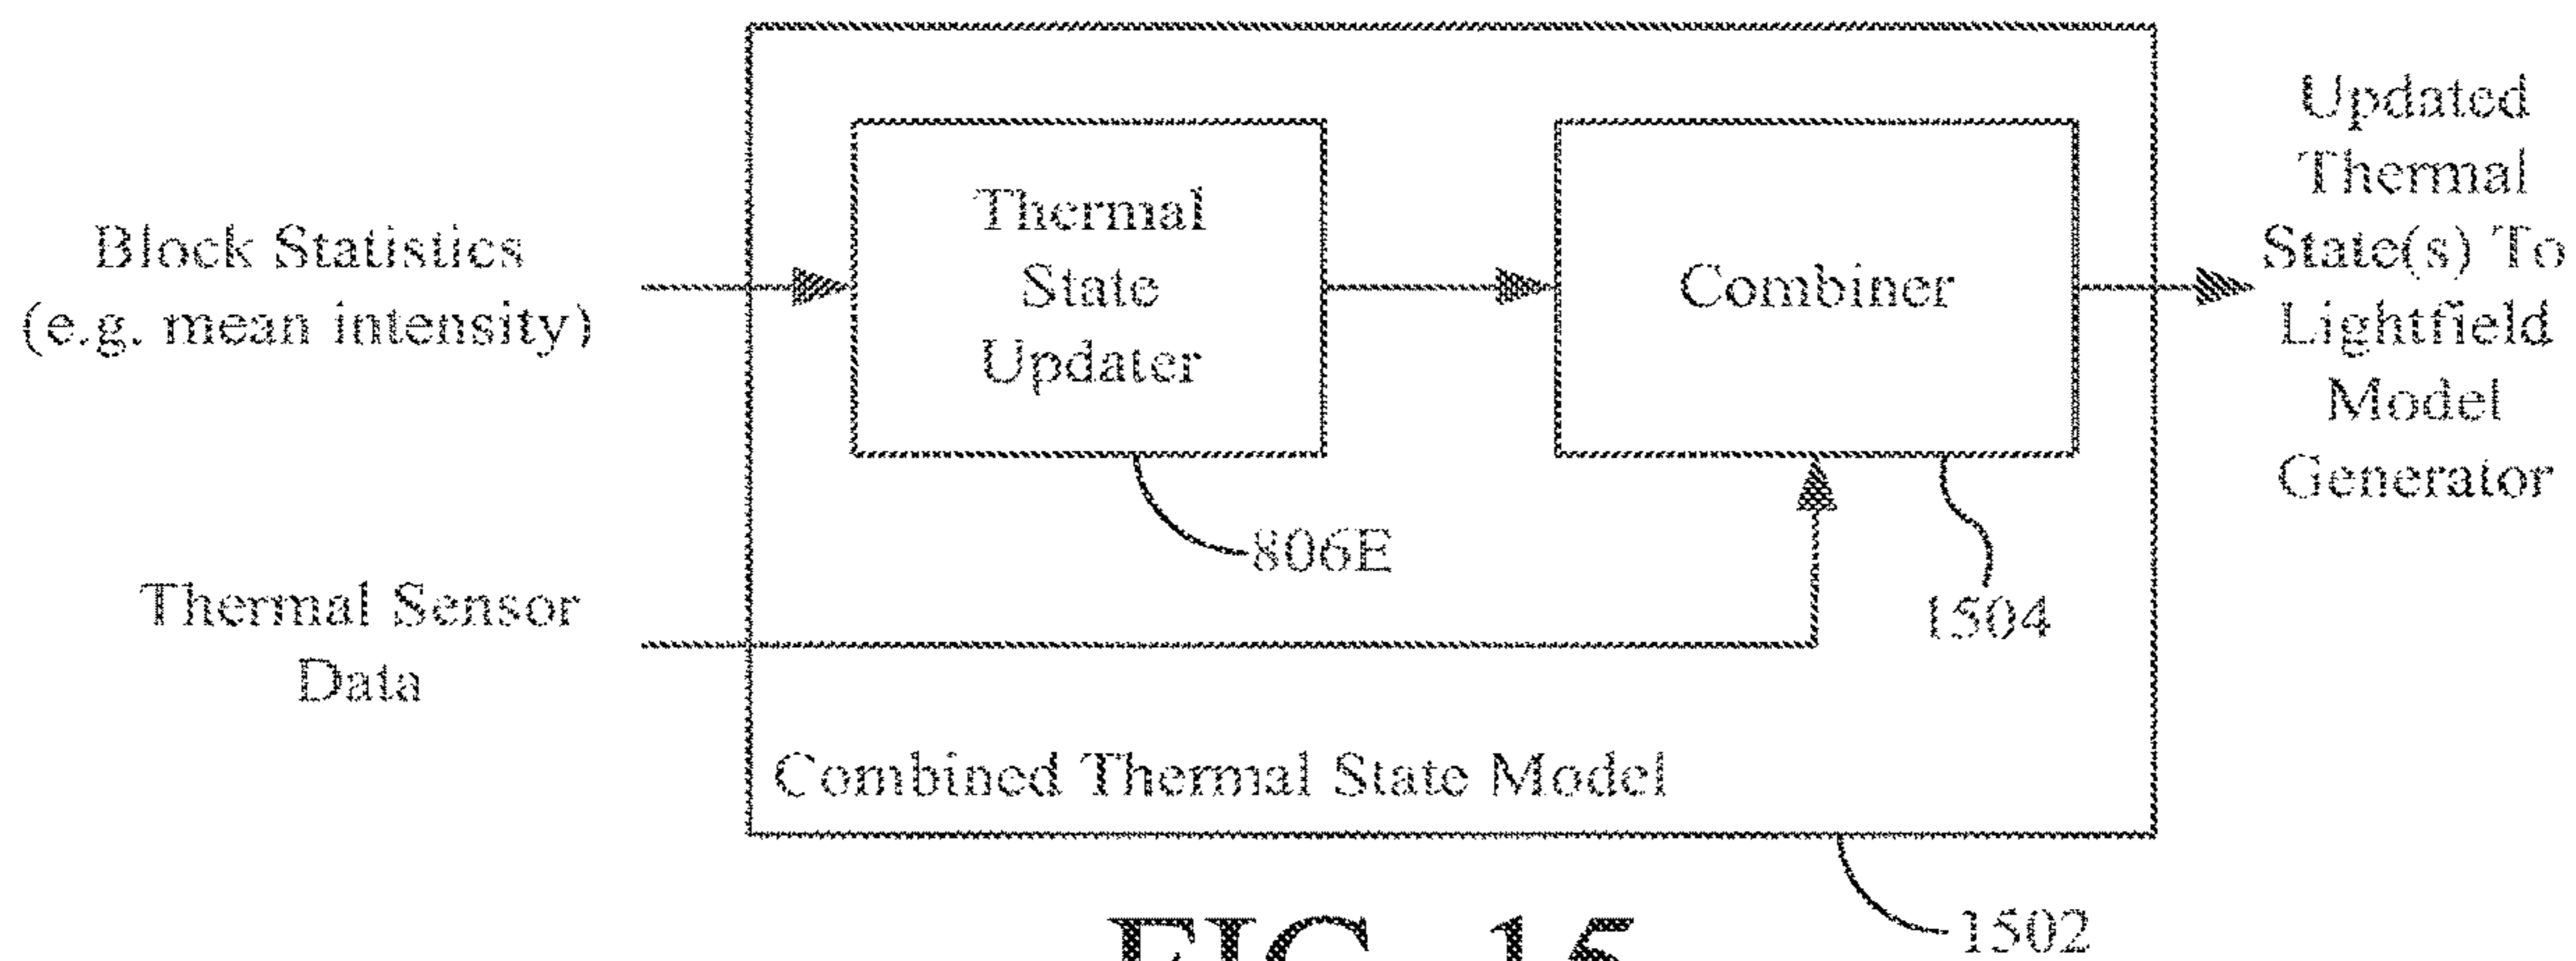 Block Statistics
(e.g. mean intensity)
Thermal Sensor
Data
Thermal
State
Updater
806E
Combiner
1504
Combined Thermal State Model
1502
Updated
Thermal
State(s) To
Lightfield
Model
Generator
FIG. 15